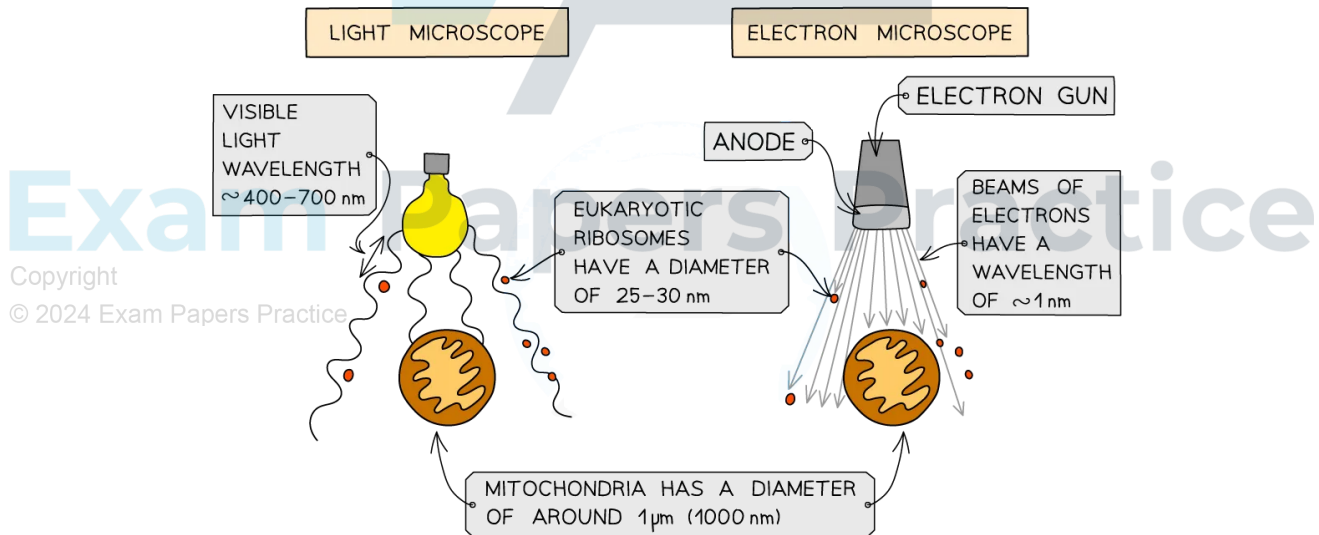 LIGHT MICROSCOPE
ELECTRON MICROSCOPE
ELECTRON GUN
VISIBLE
LIGHT
WAVELENGTH
~400–700 nm
ANODE
EUKARYOTIC
RIBOSOMES
HAVE A DIAMETER
OF 25–30 nm
BEAMS OF
ELECTRONS
HAVE A
WAVELENGTH
OF ~1 nm
Exam Papers Practice
Copyright
© 2024 Exam Papers Practice
MITOCHONDRIA HAS A DIAMETER
OF AROUND 1µm (1000 nm)